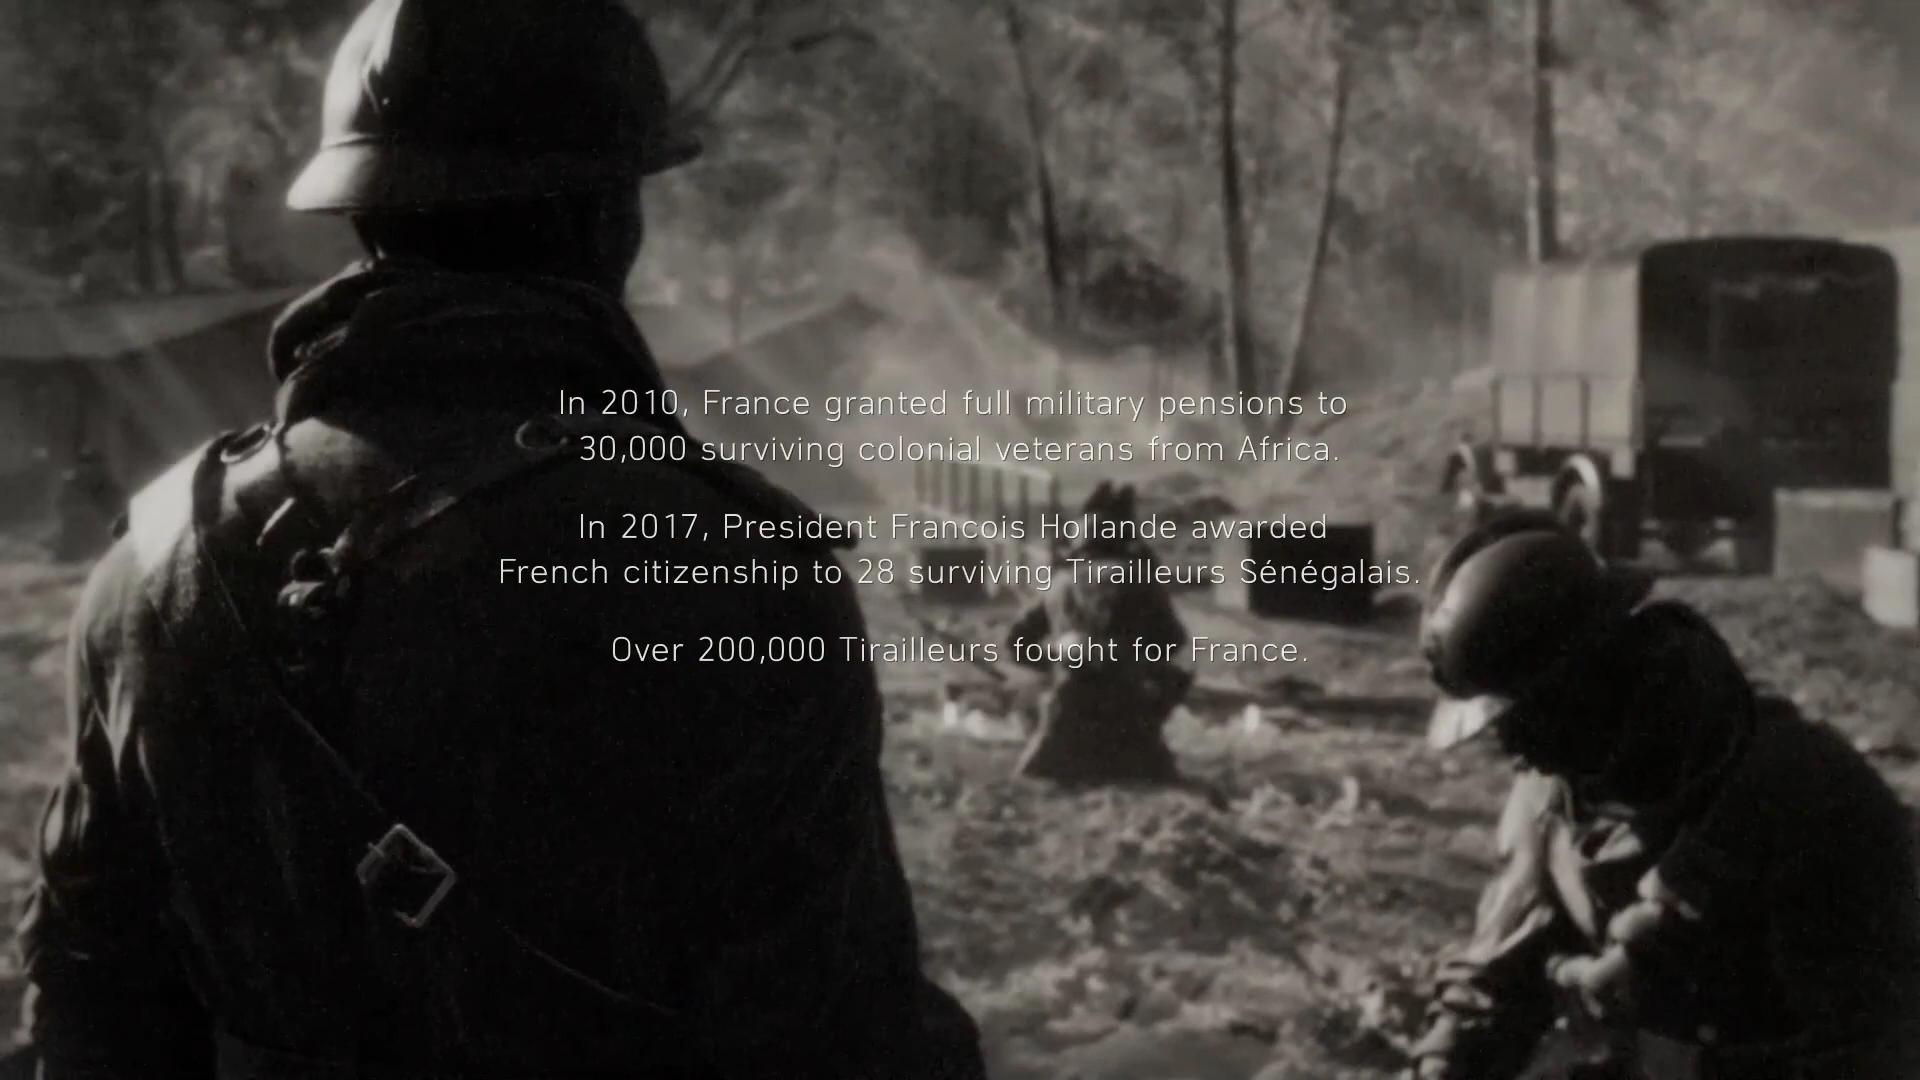 In 2010, France granted full military pensions to
30,000 surviving colonial veterans from Africa.
In 2017, President Francois Hollande awarded
French citizenship to 28 surviving Tirailleurs Sénégalais.
Over 200,000 Tirailleurs fought for France.